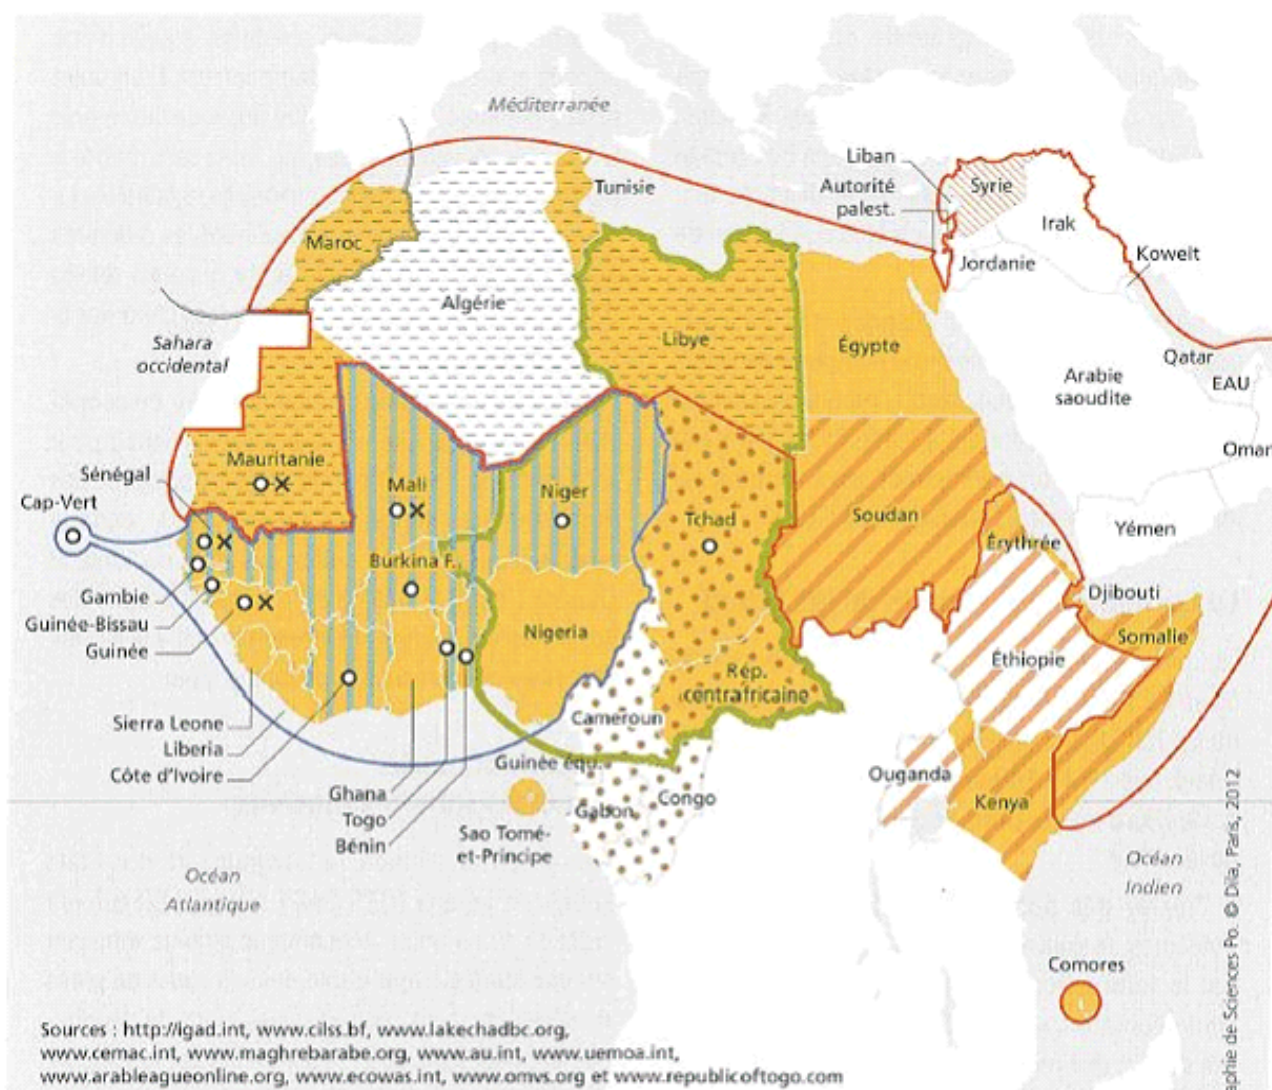 Méditerranée
Liban
Syrie
Autorité
palest.
Irak
Tunisie
Maroc
Jordanie
Koweït
Algérie
Libye
Égypte
Sahara
occidental
Qatar
EAU
Arabie
saoudite
Oman
Mauritanie
Sénégal
Cap-Vert
Mali
Niger
Tchad
Soudan
Yémen
Érythrée
Burkina F.
Djibouti
Gambie
Guinée-Bissau
Guinée
Nigeria
Somalie
Éthiopie
Rép.
centrafricaine
Cameroun
Sierra Leone
Liberia
Côte d'Ivoire
Guinée équ.
Ouganda
Ghana
Togo
Bénin
Gabon
Congo
Kenya
Sao Tomé-
et-Principe
Océan
Atlantique
Océan
Indien
Comores
Sources : http://igad.int, www.cilss.bf, www.lakechadbc.org,
www.cemac.int, www.maghrebarabe.org, www.au.int, www.uemoa.int,
www.arableagueonline.org, www.ecowas.int, www.omvs.org et www.republicoftogo.com
aphie de Sciences Po. © Dila, Paris, 2012